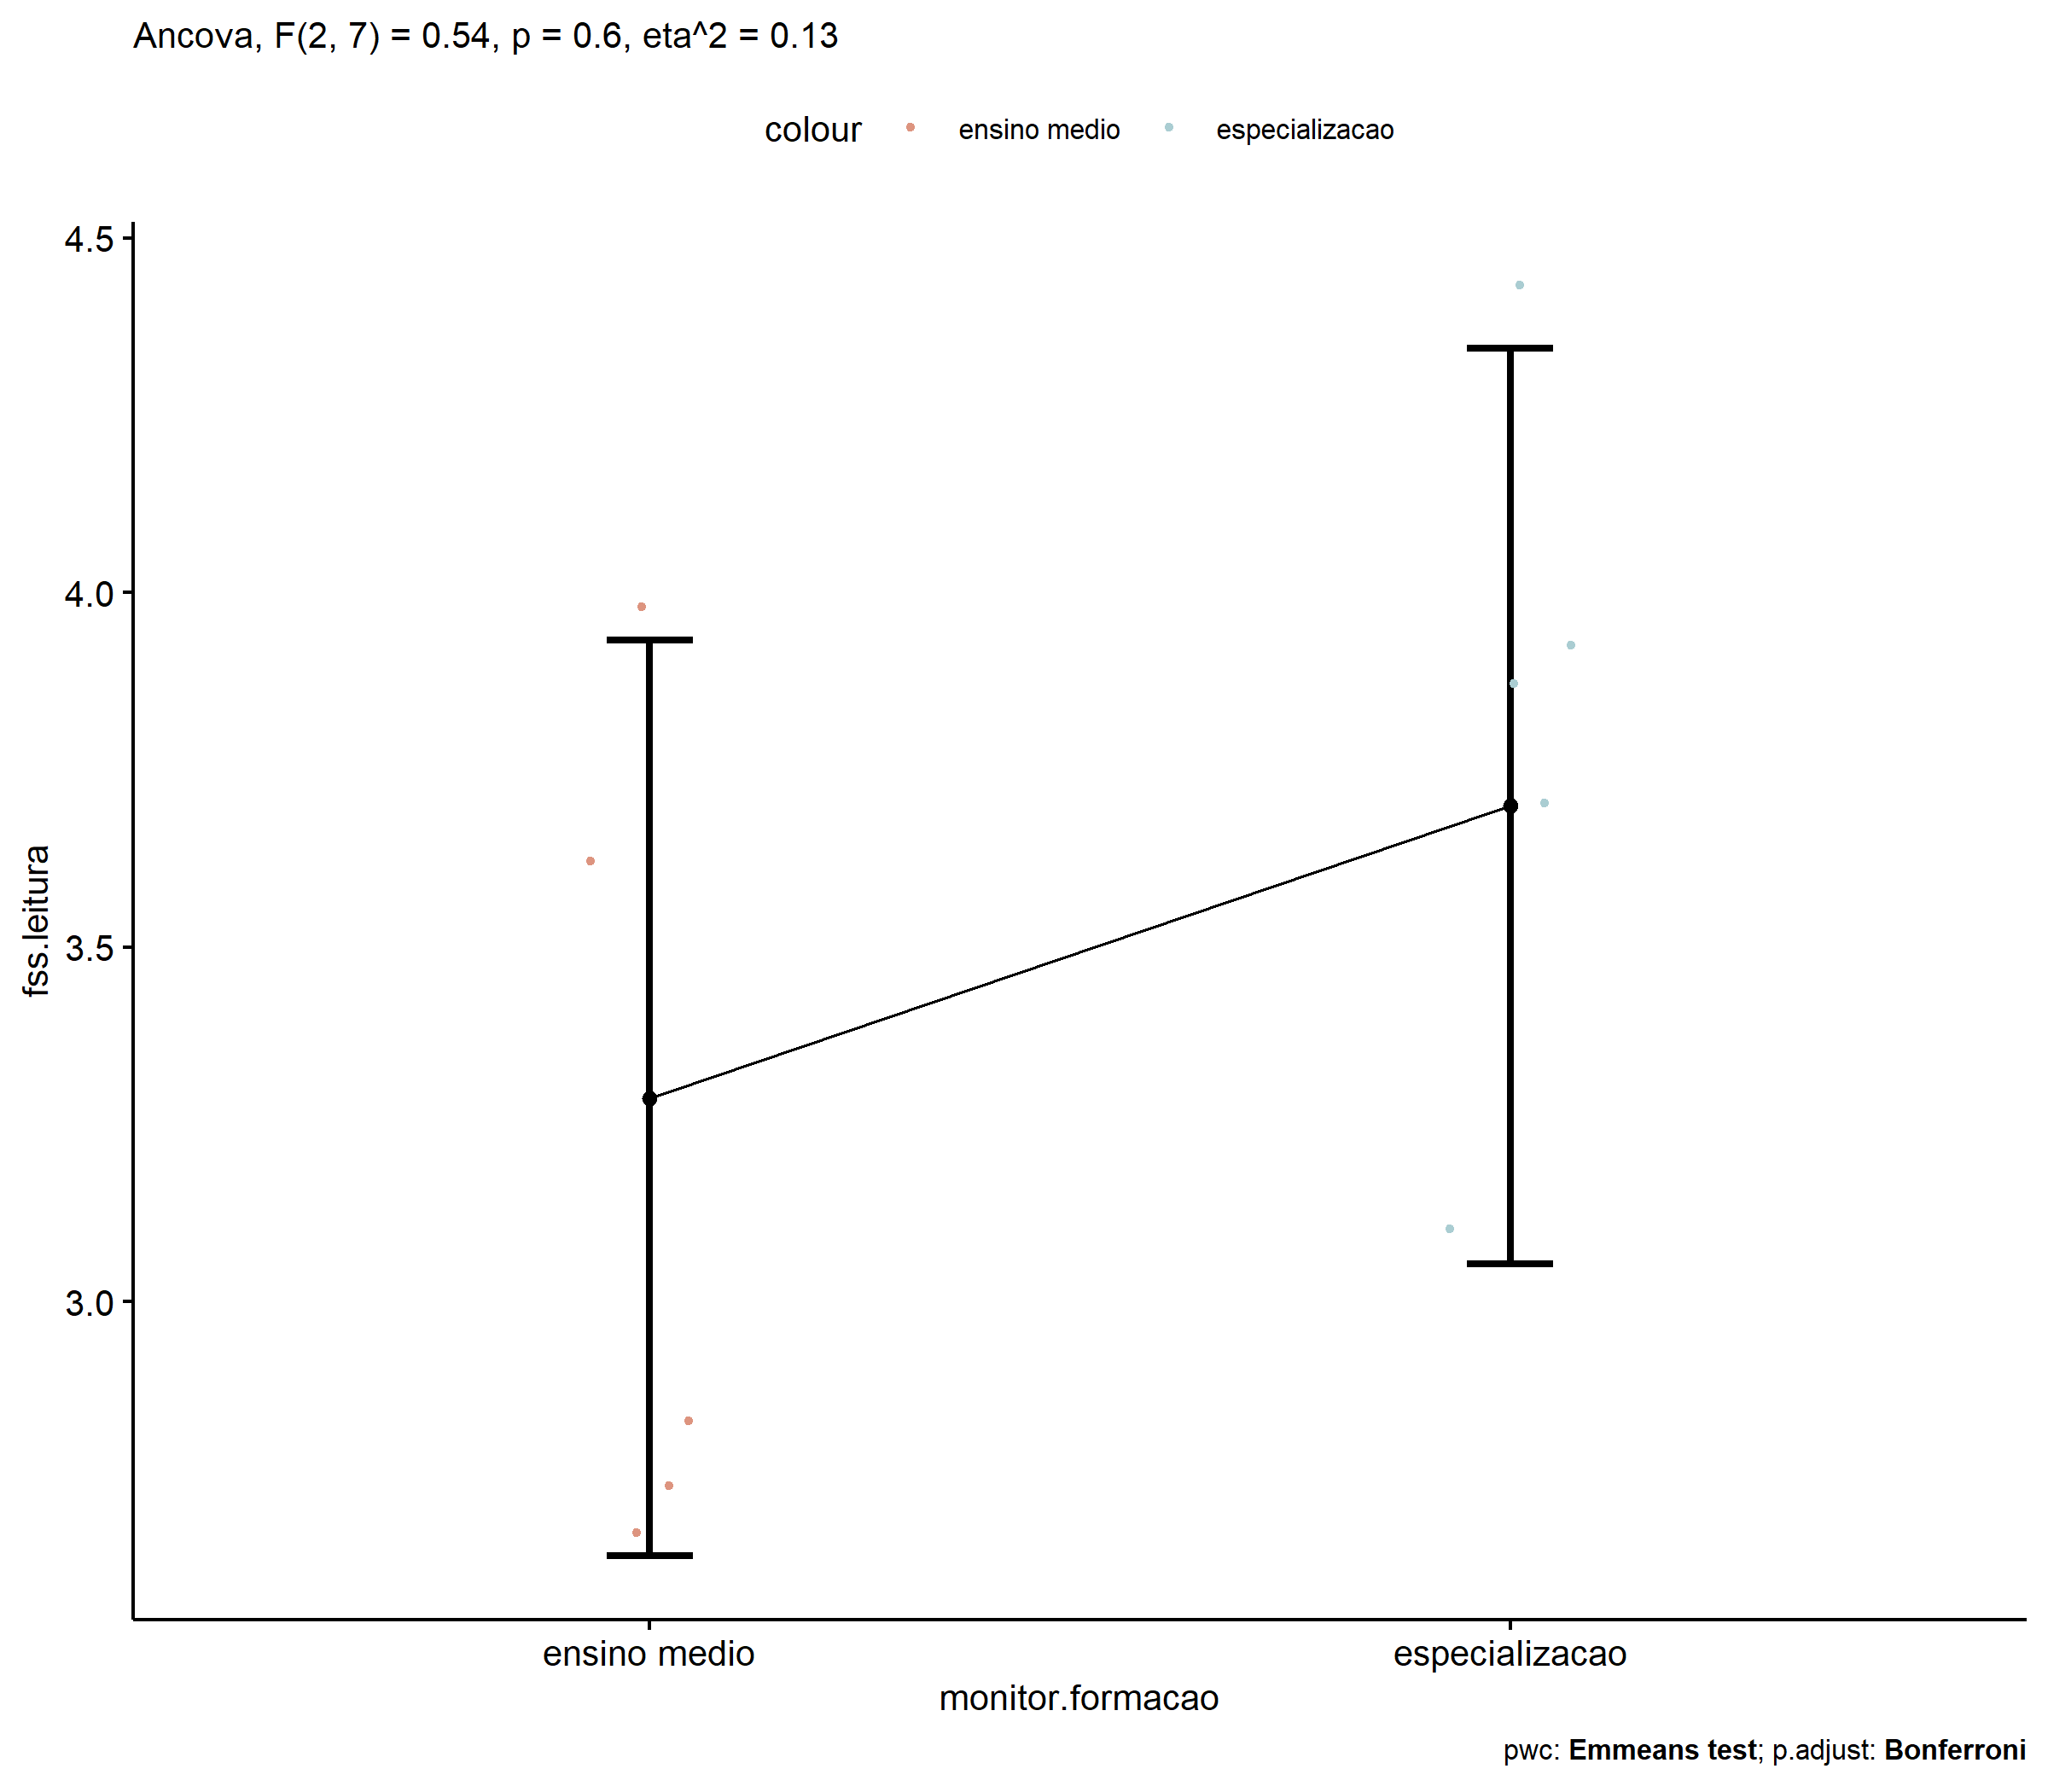 Ancova, F(2, 7) = 0.54, p = 0.6, eta^2 = 0.13
colour ensino medio especializacao
4.5
4.0
3.5
3.0
fss.leitura
ensino medio especializacao
monitor.formacao
pwc: Emmeans test; p.adjust: Bonferroni